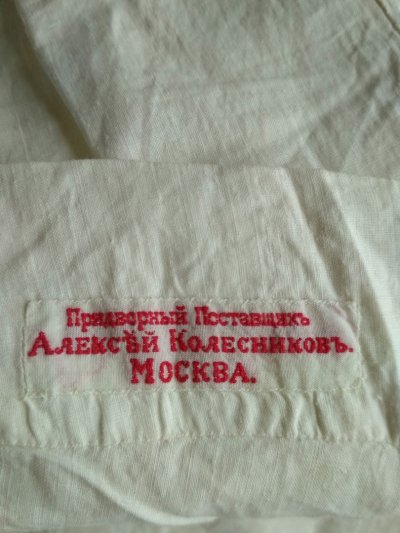 Придворный Поставщикъ
Алексѣй Колесниковъ.
Москва.